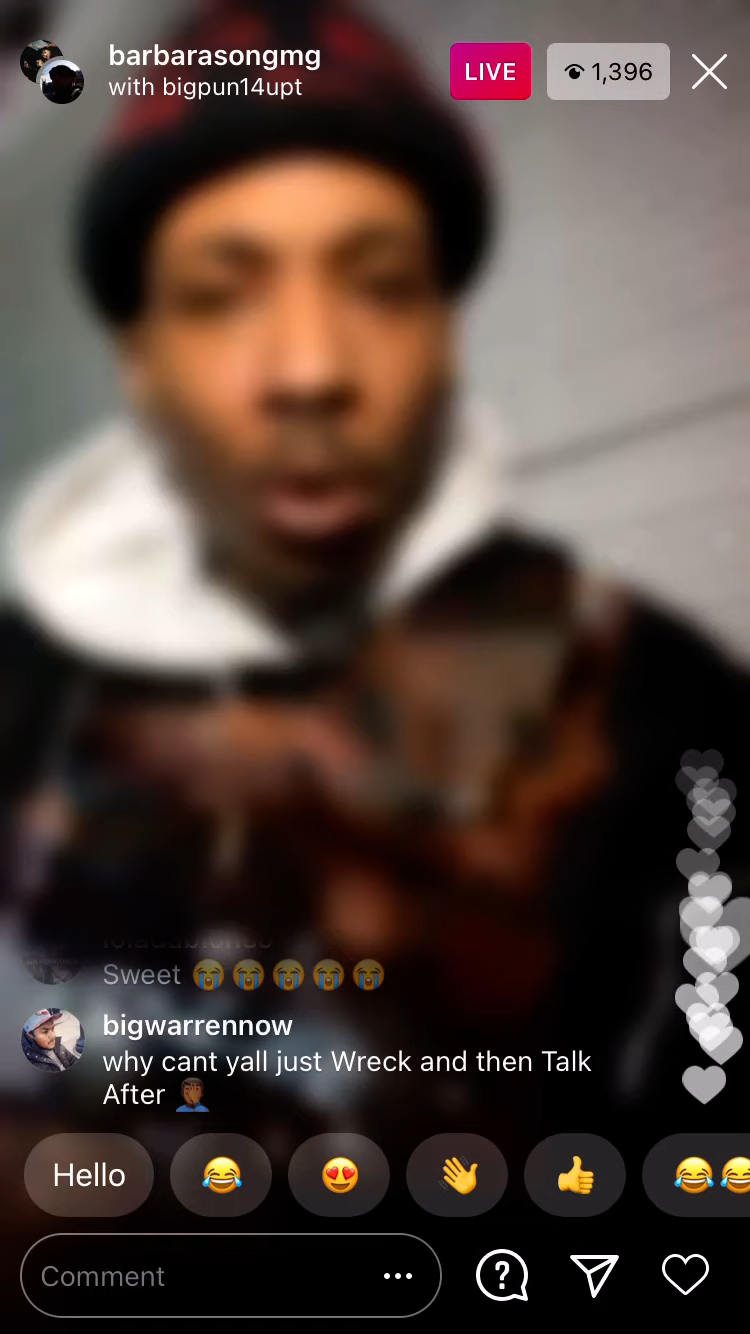 barbarasongmg
with bigpun14upt
LIVE
1,396
Sweet 😭😭😭😭😭
bigwarrennow
why cant yall just Wreck and then Talk
After 🤦🏾‍♂️
Hello
Comment